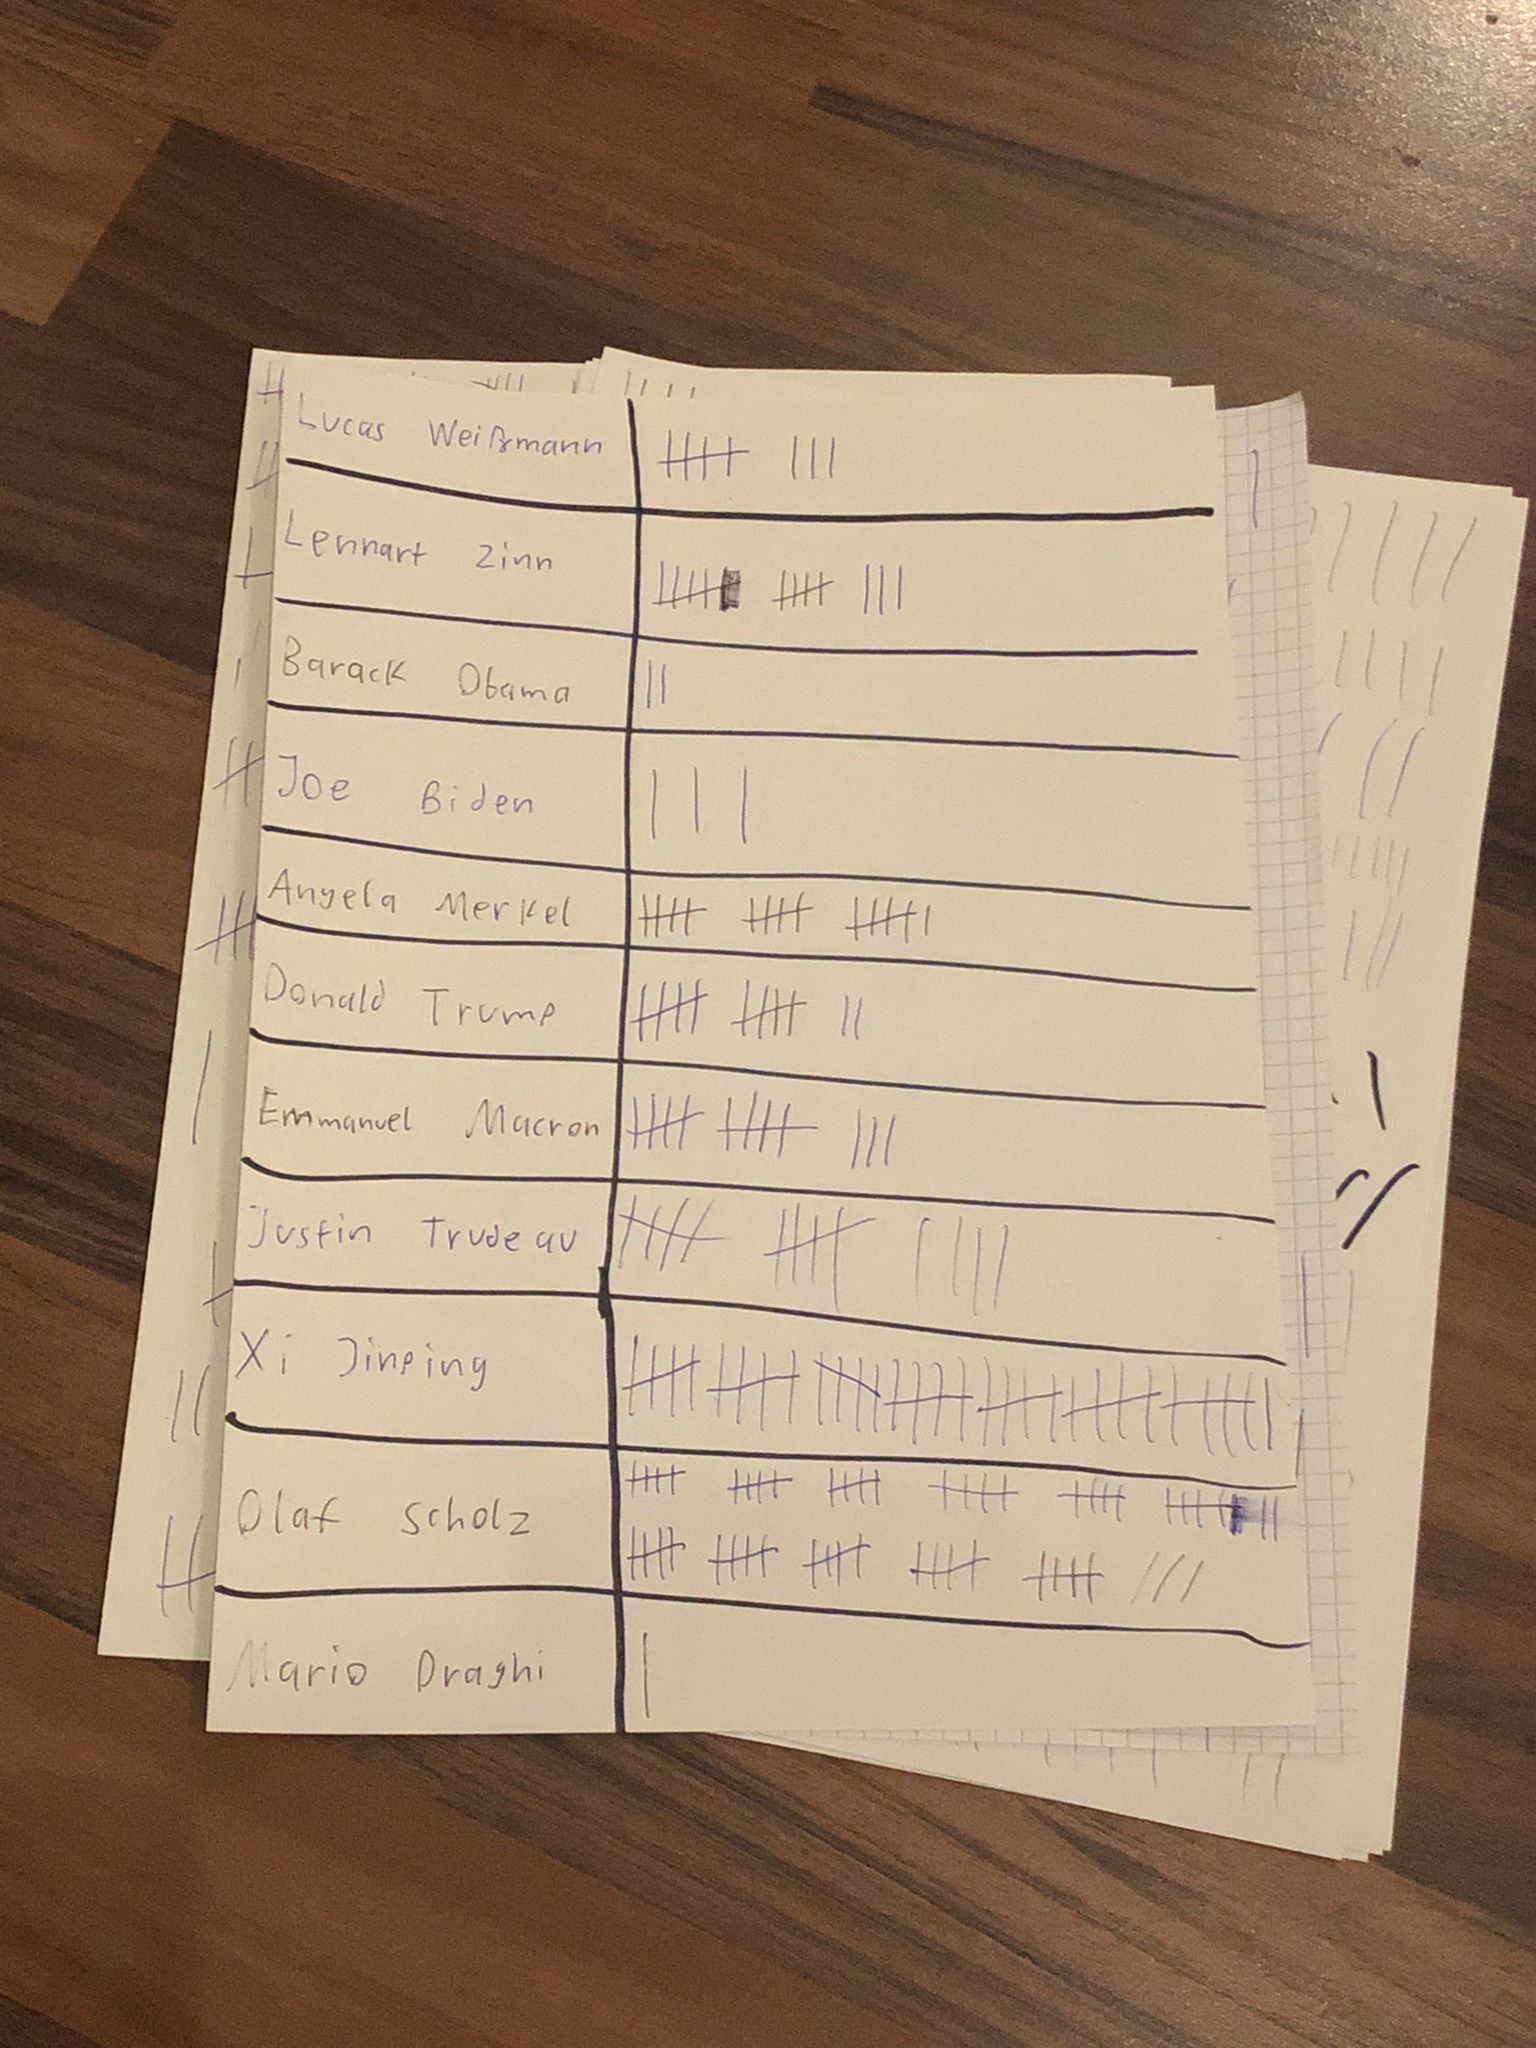 Lucas Weißmann
Lennart Zinn
Barack Obama
Joe Biden
Angela Merkel
Donald Trump
Emmanuel Macron
Justin Trudeau
Xi Jinping
Olaf Scholz
Mario Draghi